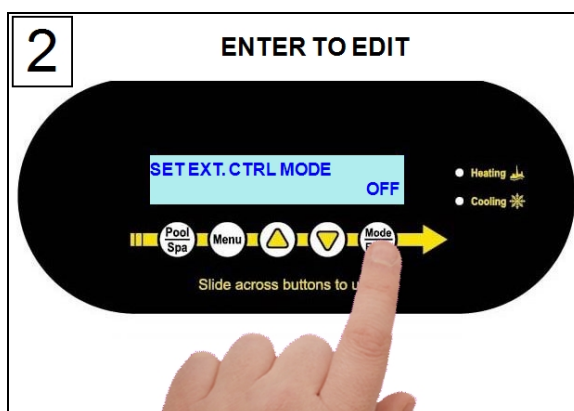 2
ENTER TO EDIT
SET EXT. CTRL MODE
OFF
Heating
Cooling
Pool
Spa
Menu
Mode
Slide across buttons to